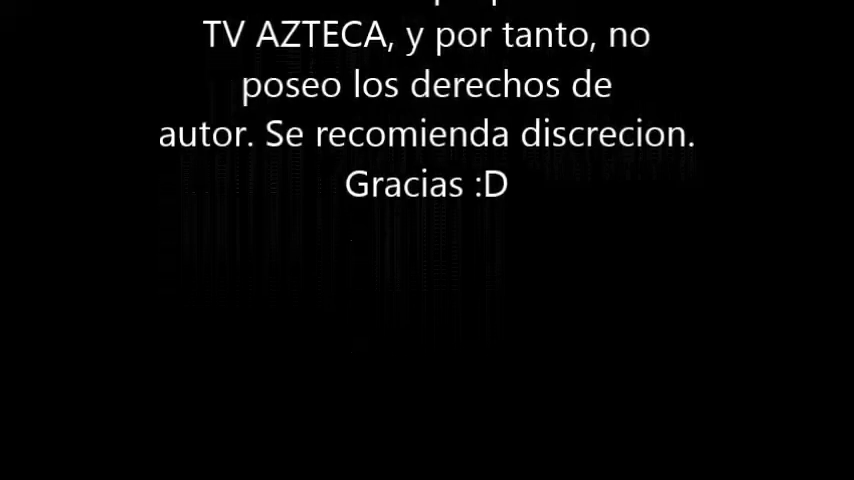 TV AZTECA, y por tanto, no
poseo los derechos de
autor. Se recomienda discrecion.
Gracias :D